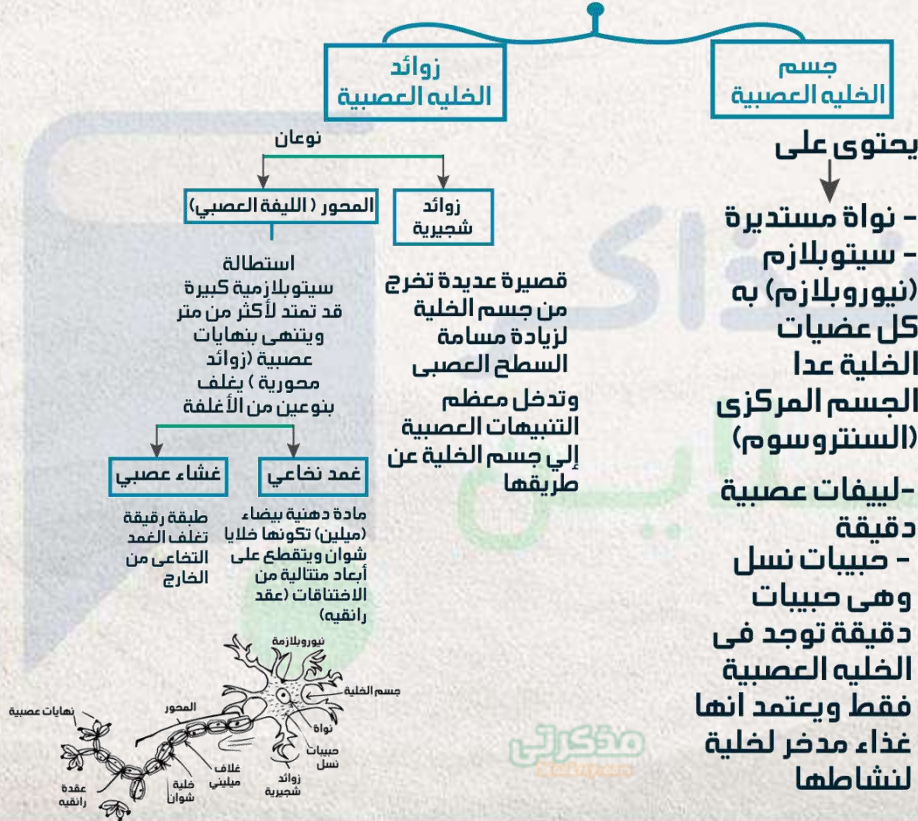 جسم
الخليه العصبية
يحتوى على
- نواة مستديرة
- سيتوبلازم
(نيوروبلازم) به
كل عضيات
الخلية عدا
الجسم المركزى
(السنتروسوم)
-لييفات عصبية
دقيقة
- حبيبات نسل
وهى حبيبات
دقيقة توجد فى
الخليه العصبية
فقط ويعتمد انها
غذاء مدخر لخلية
لنشاطها
زوائد
الخليه العصبية
نوعان
زوائد
شجيرية
قصيرة عديدة تخرج
من جسم الخلية
لزيادة مسامة
السطح العصبى
وتدخل معظم
التنبيهات العصبية
إلي جسم الخلية عن
طريقها
المحور ( الليفة العصبي)
استطالة
سيتوبلازمية كبيرة
قد تمتد لأكثر من متر
وينتهى بنهايات
عصبية (زوائد
محورية ) يغلف
بنوعين من الأغلفة
غمد نخاعي
مادة دهنية بيضاء
(ميلين) تكونها خلايا
شوان ويتقطع على
أبعاد متتالية من
الاختناقات (عقد
رانقيه)
غشاء عصبي
طبقة رقيقة
تغلف الغمد
النخاعى من
الخارج
نيوروبلازمة
جسم الخلية
نواة
حبيبات
نسل
زوائد
شجيرية
المحور
غلاف
ميليني
خلية
شوان
نهايات عصبية
عقدة
رانقيه
ذاكر
لاين
مذكرتى